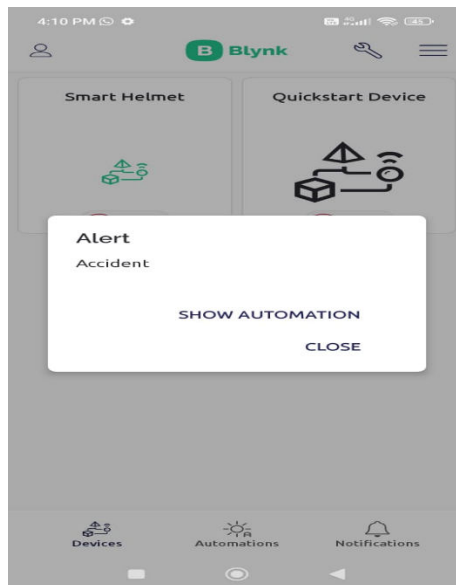 4:10 PM
B Blynk
Smart Helmet
Quickstart Device
Alert
Accident
SHOW AUTOMATION
CLOSE
Devices
Automations
Notifications